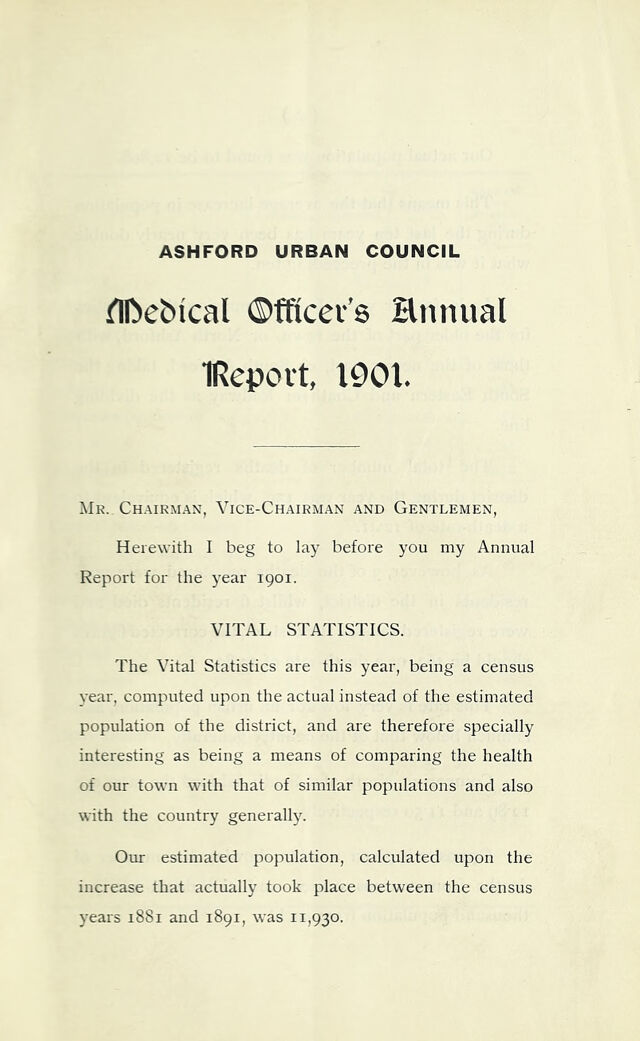 ASHFORD URBAN COUNCIL
Medical Officer's Annual
Report, 1901.
Mr. Chairman, Vice-Chairman and Gentlemen,
Herewith I beg to lay before you my Annual
Report for the year 1901.
VITAL STATISTICS.
The Vital Statistics are this year, being a census
year, computed upon the actual instead of the estimated
population of the district, and are therefore specially
interesting as being a means of comparing the health
of our town with that of similar populations and also
with the country generally.
Our estimated population, calculated upon the
increase that actually took place between the census
years 1881 and 1891, was 11,930.